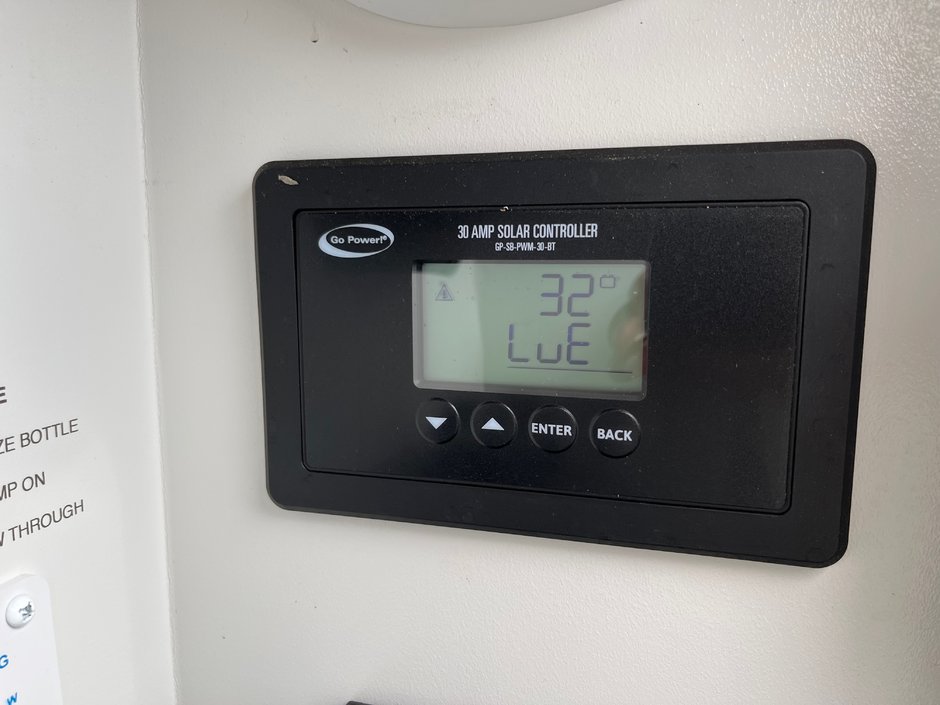 Go Power!®
30 AMP SOLAR CONTROLLER
GP-SB-PWM-30-BT
32°
LuE
ENTER
BACK
E
ZE BOTTLE
MP ON
W THROUGH
G
W